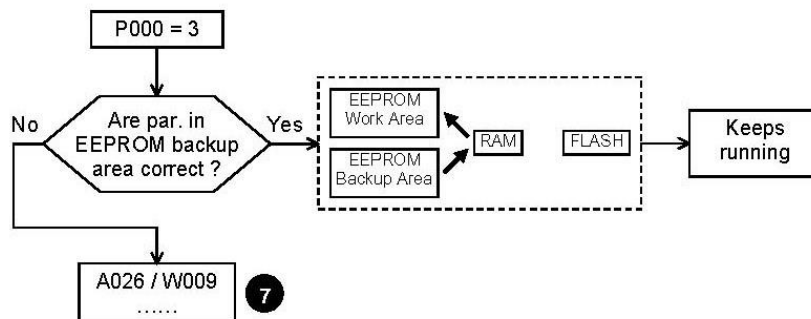 P000 = 3
No
Are par. in
EEPROM backup
area correct ?
Yes
EEPROM
Work Area
EEPROM
Backup Area
RAM
FLASH
Keeps
running
A026 / W009
......
7